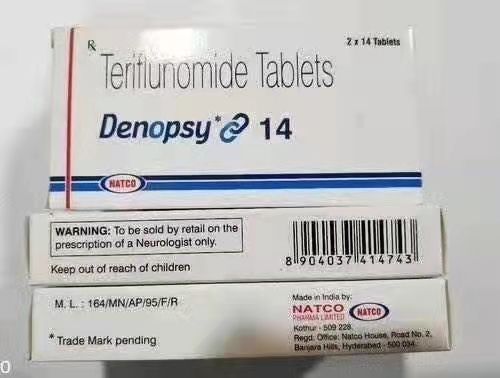 ℞
2 x 14 Tablets
Teriflunomide Tablets
Denopsy* 14
NATCO
WARNING: To be sold by retail on the
prescription of a Neurologist only.
Keep out of reach of children
8 904037 414743
M. L. : 164/MN/AP/95/F/R
* Trade Mark pending
Made in India by:
NATCO
PHARMA LIMITED
NATCO
Kothur - 509 228.
Regd. Office: Natco House, Road No. 2,
Banjara Hills, Hyderabad - 500 034.
0